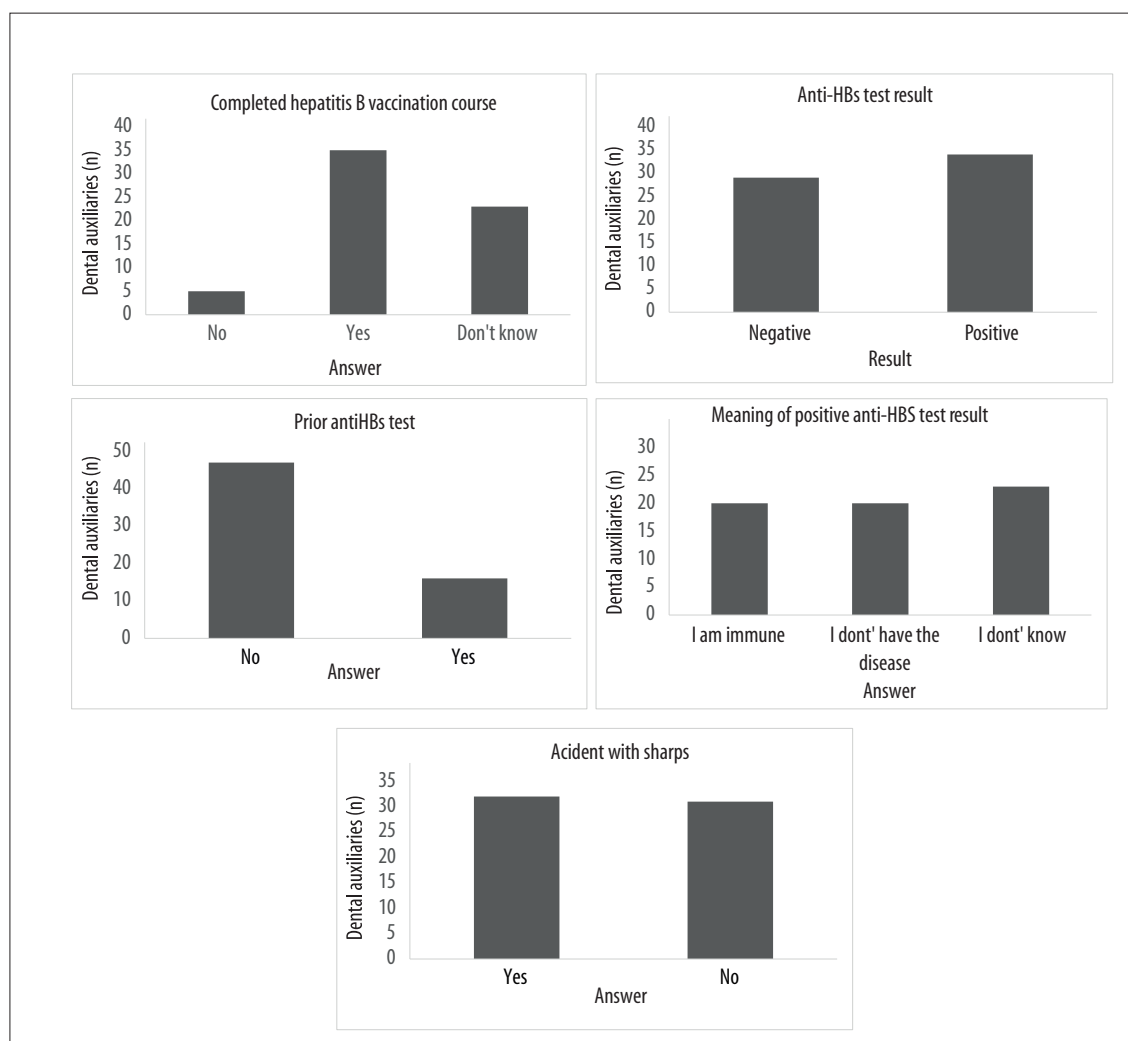 Completed hepatitis B vaccination course
Dental auxiliaries (n)
40
35
30
25
20
15
10
5
0
No Yes Don't know
Answer
Anti-HBs test result
Dental auxiliaries (n)
40
35
30
25
20
15
10
5
0
Negative Positive
Result
Prior antiHBs test
Dental auxiliaries (n)
50
40
30
20
10
0
No Yes
Answer
Meaning of positive anti-HBS test result
Dental auxiliaries (n)
30
25
20
15
10
5
0
I am immune I dont' have the disease I dont' know
Answer
Acident with sharps
Dental auxiliaries (n)
35
30
25
20
15
10
5
0
Yes No
Answer